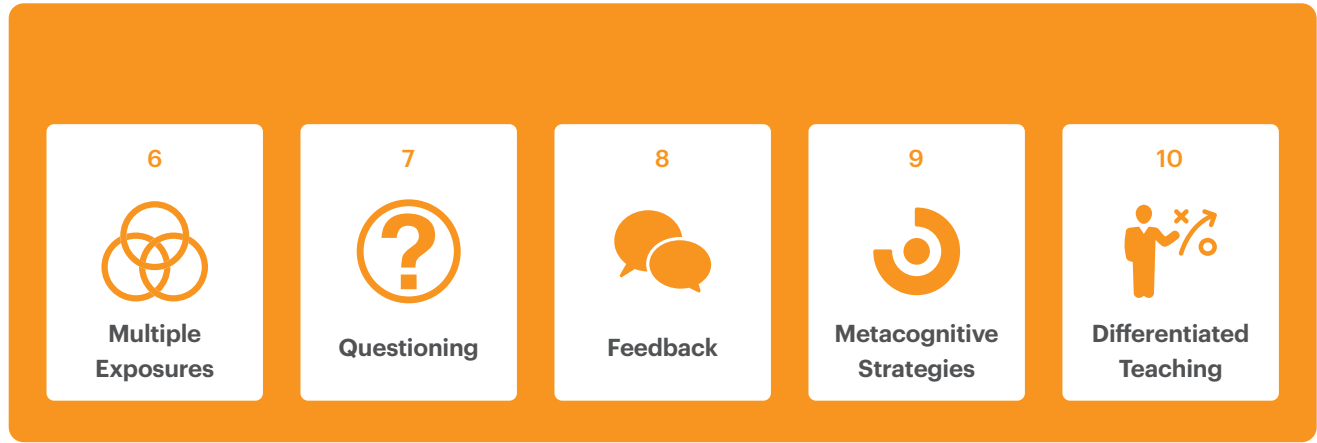 6
Multiple
Exposures
7
?
Questioning
8
Feedback
9
Metacognitive
Strategies
10
Differentiated
Teaching